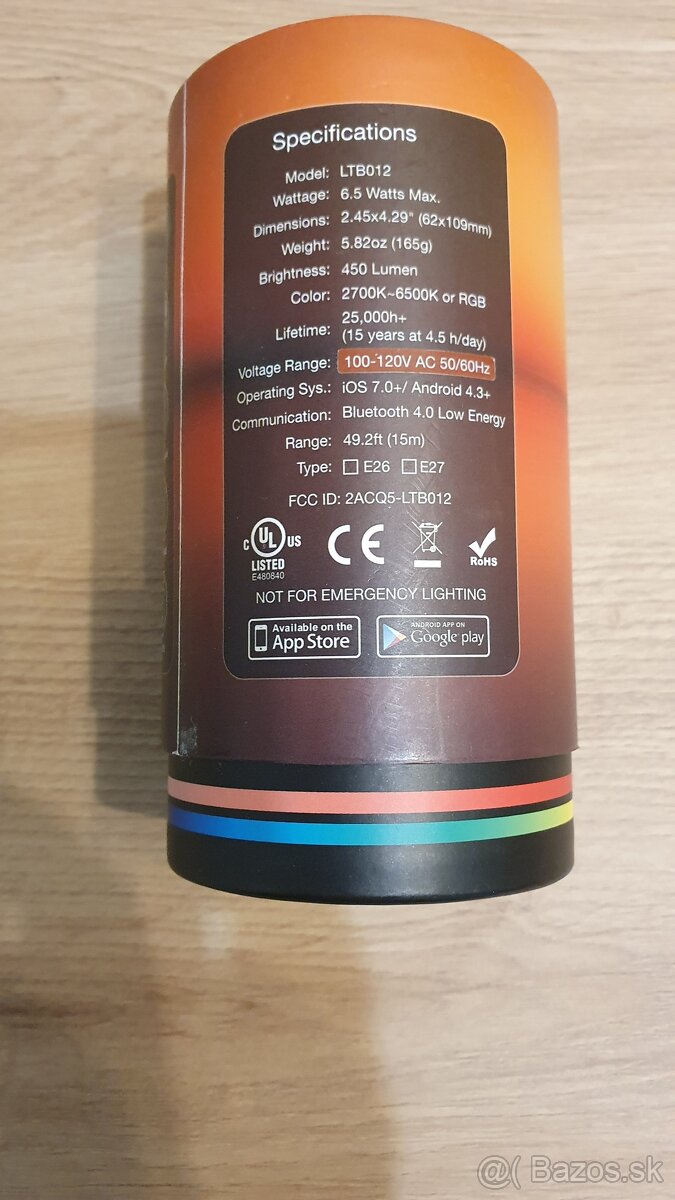 Specifications
Model: LTB012
Wattage: 6.5 Watts Max.
Dimensions: 2.45x4.29" (62x109mm)
Weight: 5.82oz (165g)
Brightness: 450 Lumen
Color: 2700K~6500K or RGB
Lifetime: 25,000h+
(15 years at 4.5 h/day)
Voltage Range: 100-120V AC 50/60Hz
Operating Sys.: iOS 7.0+/ Android 4.3+
Communication: Bluetooth 4.0 Low Energy
Range: 49.2ft (15m)
Type: ☐ E26 ☐ E27
FCC ID: 2ACQ5-LTB012
C UL US
LISTED
E480840
CE
RoHS
NOT FOR EMERGENCY LIGHTING
Available on the
App Store
ANDROID APP ON
Google play
@( Bazos.sk